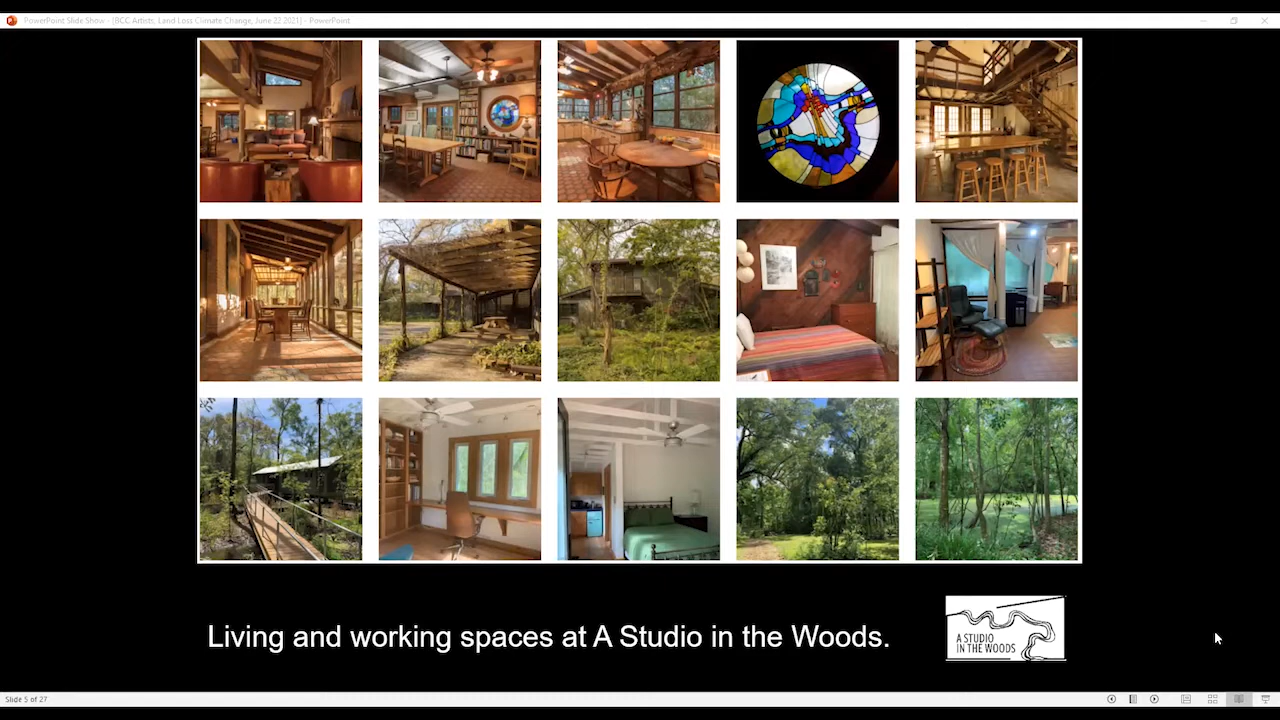 PowerPoint Slide Show - [BCC Artists, Land Loss Climate Change, June 22 2021] - PowerPoint
Living and working spaces at A Studio in the Woods.
A STUDIO
IN THE WOODS
Slide 5 of 27